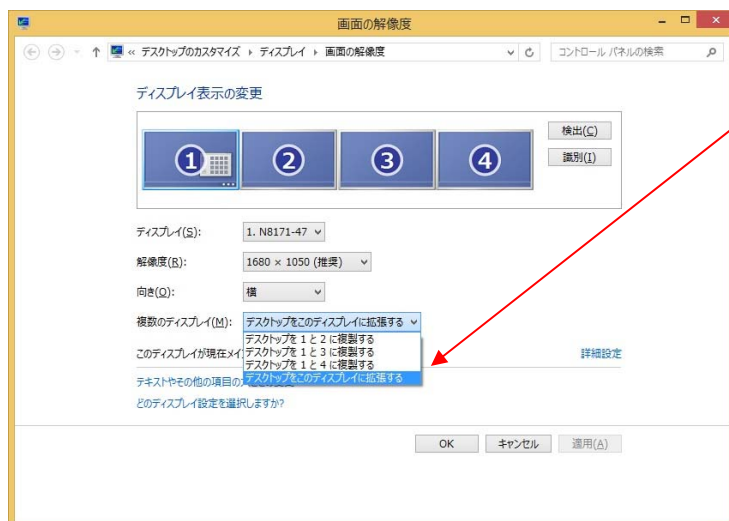 画面の解像度
« デスクトップのカスタマイズ ▸ ディスプレイ ▸ 画面の解像度
コントロール パネルの検索
ディスプレイ表示の変更
1 2 3 4
検出(C)
識別(I)
ディスプレイ(S): 1. N8171-47
解像度(R): 1680 × 1050 (推奨)
向き(O): 横
複数のディスプレイ(M): デスクトップをこのディスプレイに拡張する
デスクトップを 1 と 2 に複製する
デスクトップを 1 と 3 に複製する
デスクトップを 1 と 4 に複製する
デスクトップをこのディスプレイに拡張する
このディスプレイが現在メイ
詳細設定
テキストやその他の項目の
どのディスプレイ設定を選択しますか?
OK キャンセル 適用(A)